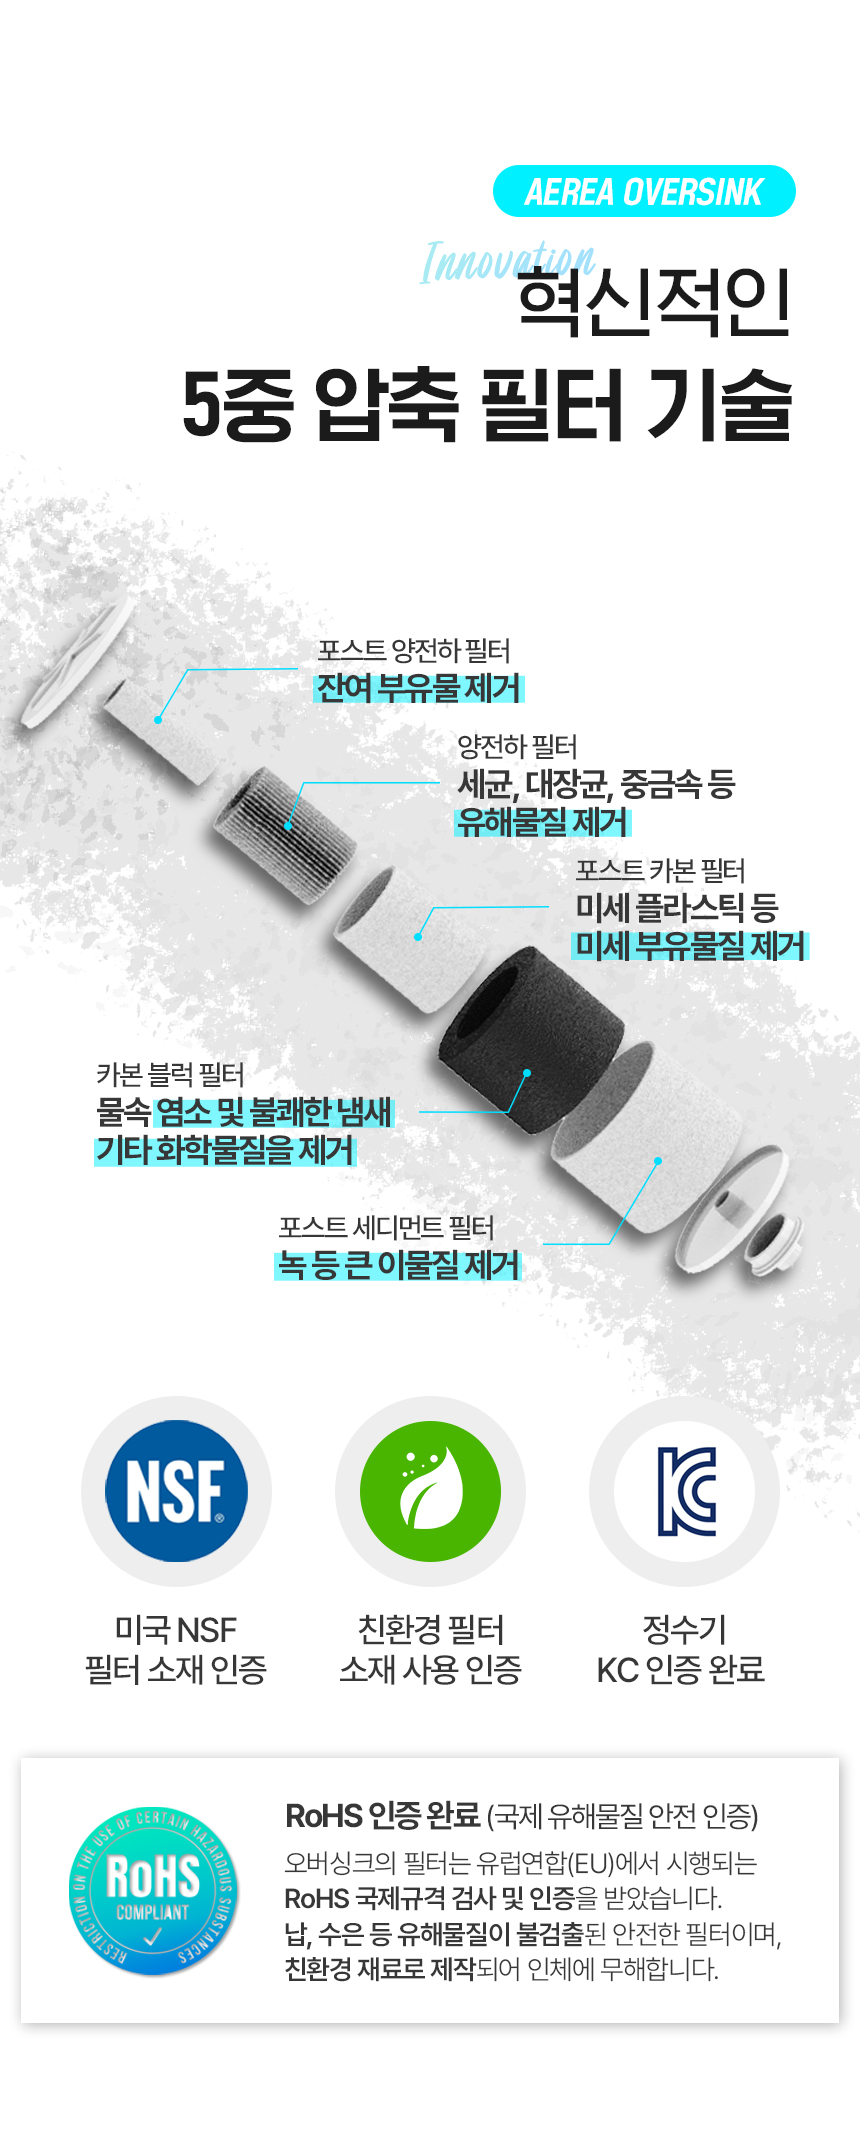 AEREA OVERSINK
Innovation
혁신적인
5중 압축 필터 기술
포스트 양전하 필터
잔여 부유물 제거
양전하 필터
세균, 대장균, 중금속 등
유해물질 제거
포스트 카본 필터
미세 플라스틱 등
미세 부유물질 제거
카본 블럭 필터
물속 염소 및 불쾌한 냄새
기타 화학물질을 제거
포스트 세디먼트 필터
녹 등 큰 이물질 제거
NSF®
미국 NSF
필터 소재 인증
친환경 필터
소재 사용 인증
KC
정수기
KC 인증 완료
RESTRICTION ON THE USE OF CERTAIN HAZARDOUS SUBSTANCES
RoHS
COMPLIANT
RoHS 인증 완료 (국제 유해물질 안전 인증)
오버싱크의 필터는 유럽연합(EU)에서 시행되는
RoHS 국제규격 검사 및 인증을 받았습니다.
납, 수은 등 유해물질이 불검출된 안전한 필터이며,
친환경 재료로 제작되어 인체에 무해합니다.